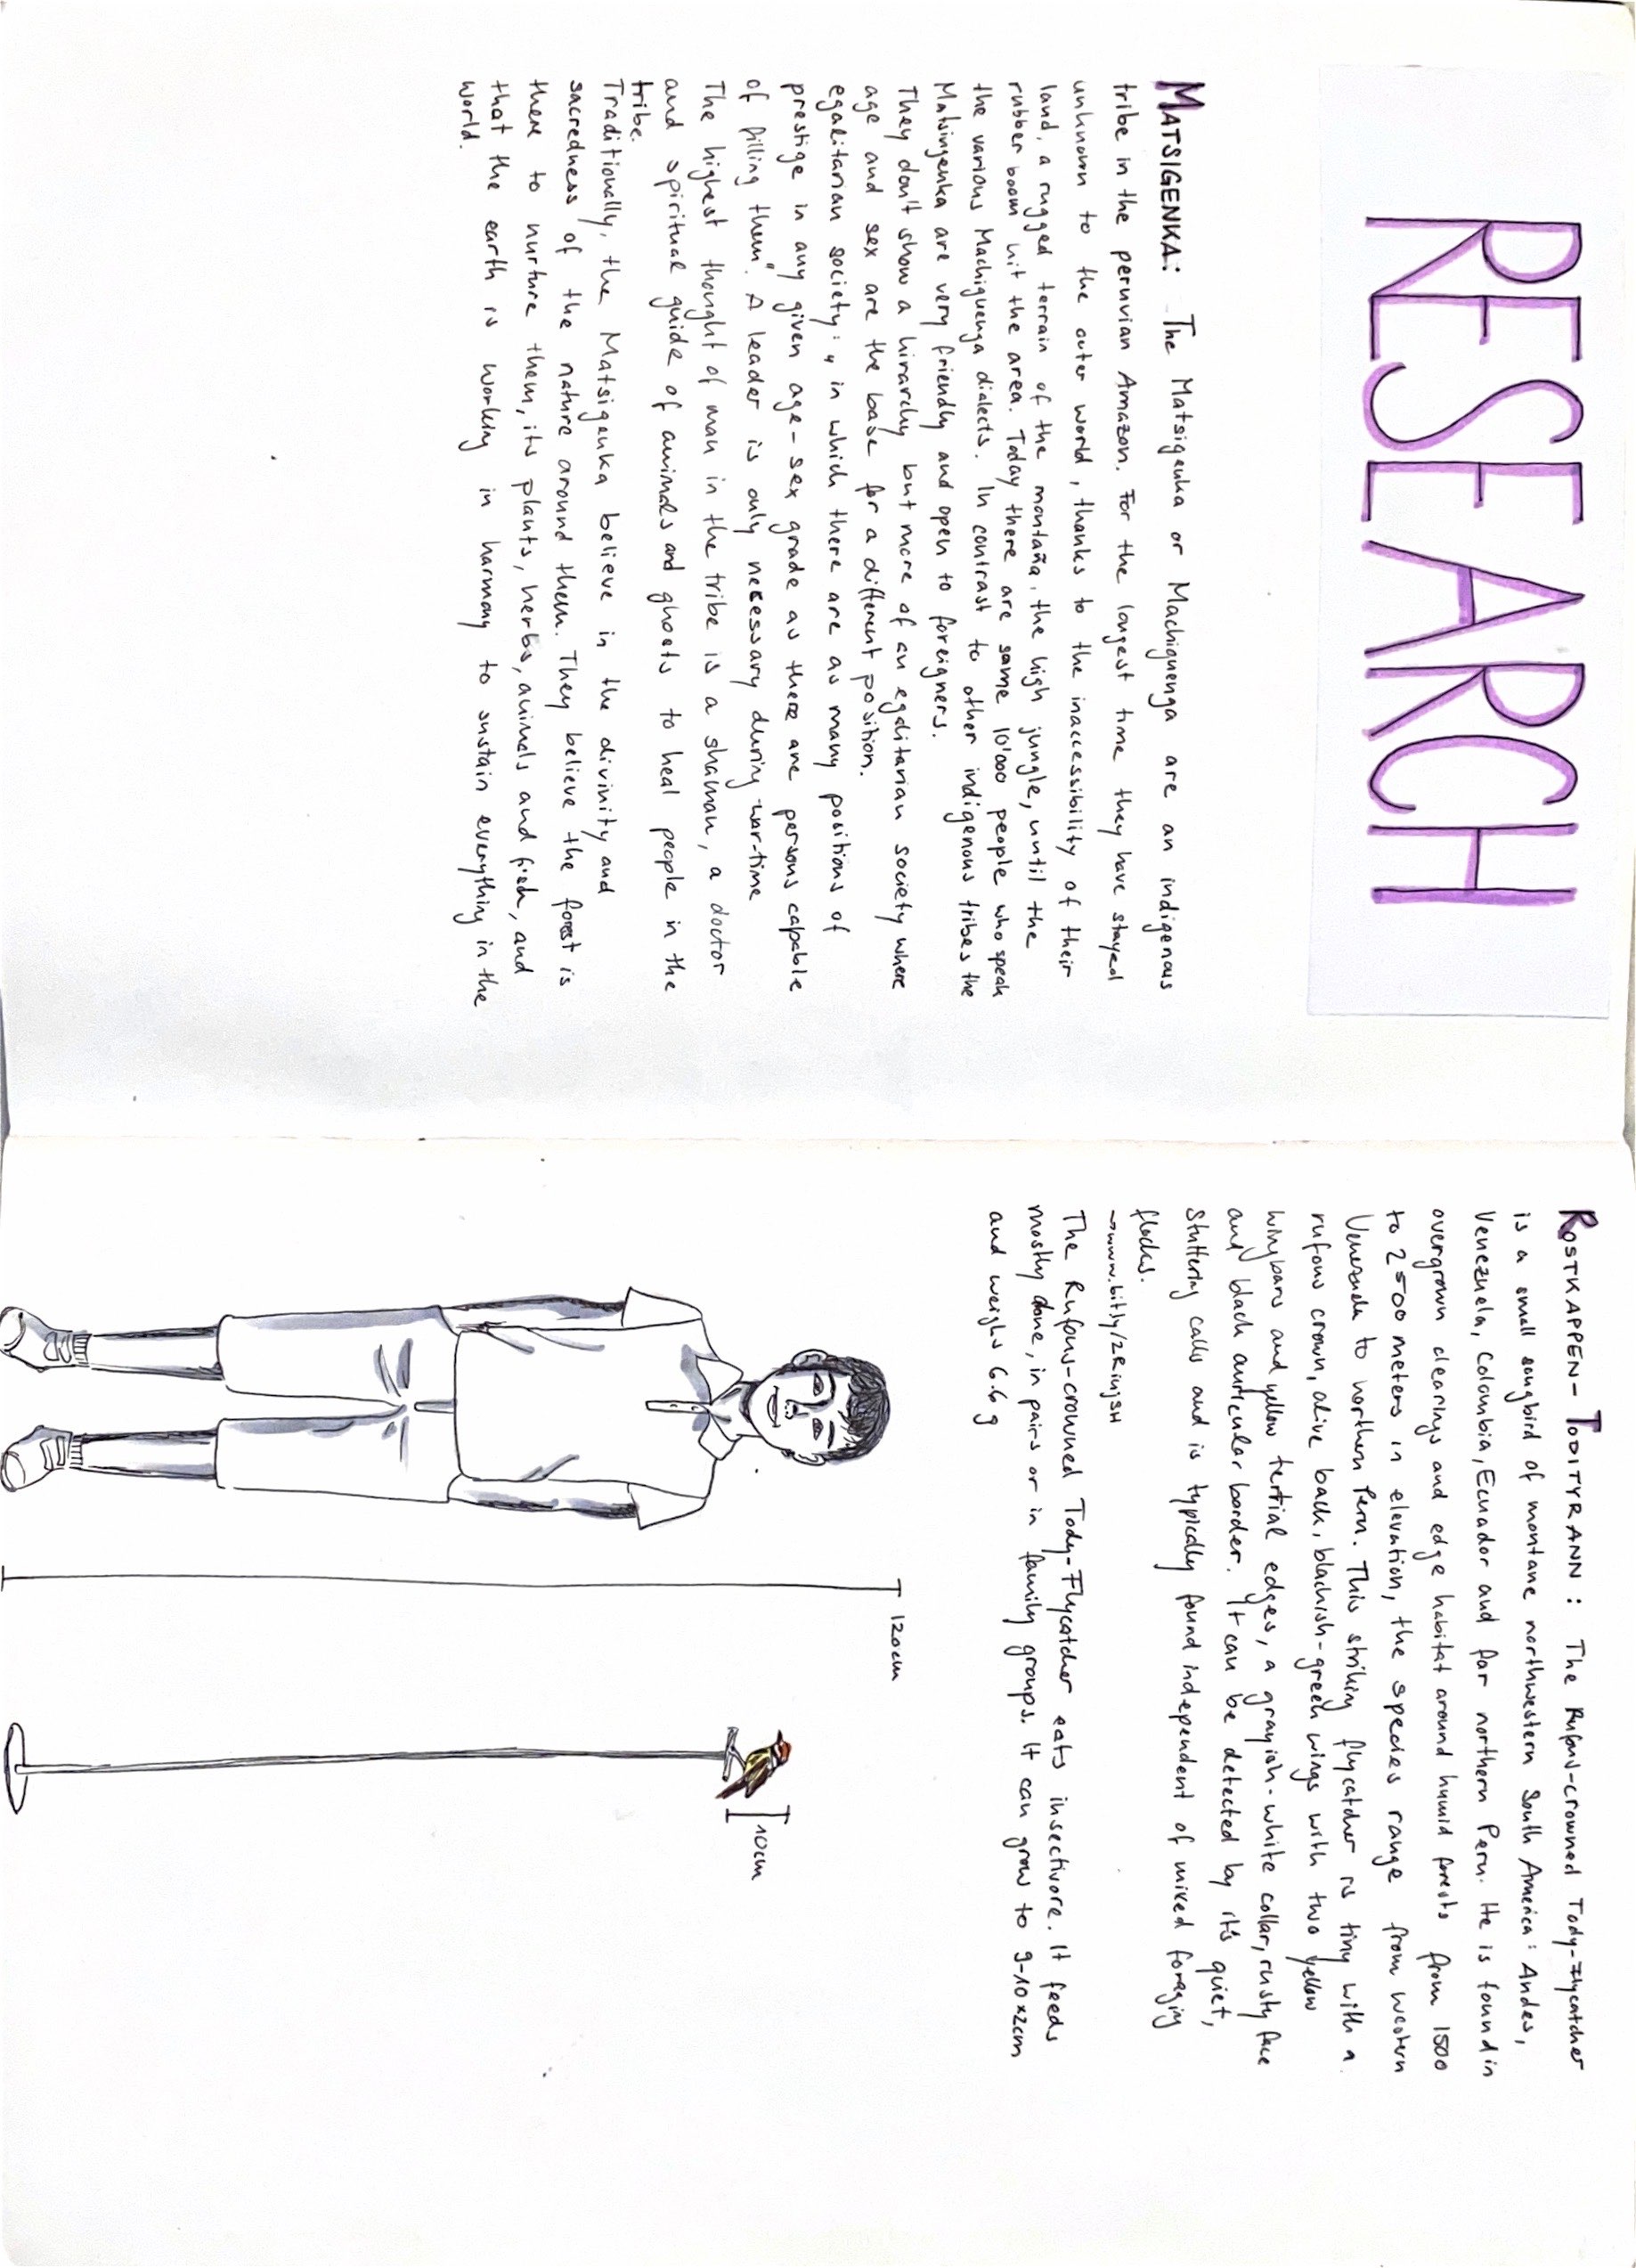 RESEARCH
MATSIGENKA: The Matsigenka or Machiguenga are an indigenous
tribe in the peruvian Amazon. For the longest time they have stayed
unknown to the outer world, thanks to the inaccessibility of their
land, a rugged terrain of the montaña, the high jungle, until the
rubber boom hit the area. Today there are some 10'000 people who speak
the various Machiguenga dialects. In contrast to other indigenous tribes the
Matsingenka are very friendly and open to foreigners.
They don't show a hirarchy but more of an egalitarian society where
age and sex are the base for a different position.
egalitarian society: „ in which there are as many positions of
prestige in any given age-sex grade as there are persons capable
of filling them". A leader is only necessary during war-time
The highest thought of man in the tribe is a shaman, a doctor
and spiritual guide of animals and ghosts to heal people in the
tribe.
Traditionally, the Matsigenka believe in the divinity and
sacredness of the nature around them. They believe the forest is
there to nurture them, its plants, herbs, animals and fish, and
that the earth is working in harmony to sustain everything in the
world.
ROSTKAPPEN-TODITYRANN: The Rufous-crowned Tody-Flycatcher
is a small songbird of montane northwestern South America: Andes,
Venezuela, Colombia, Ecuador and far northern Peru. He is found in
overgrown clearings and edge habitat around humid forests from 1500
to 2500 meters in elevation, the species range from western
Venezuela to northern Peru. This striking flycatcher is tiny with a
rufous crown, olive back, blackish-green wings with two yellow
wingbars and yellow tertial edges, a grayish-white collar, rusty face
and black auricular border. It can be detected by it's quiet,
stuttering calls and is typically found independent of mixed foraging
flocks.
→www.bit.ly/2RiujSH
The Rufous-crowned Tody-Flycatcher eats insectivore. It feeds
mostly alone, in pairs or in family groups. It can grow to 9-10×2cm
and weighs 6.6 g
120cm
10cm